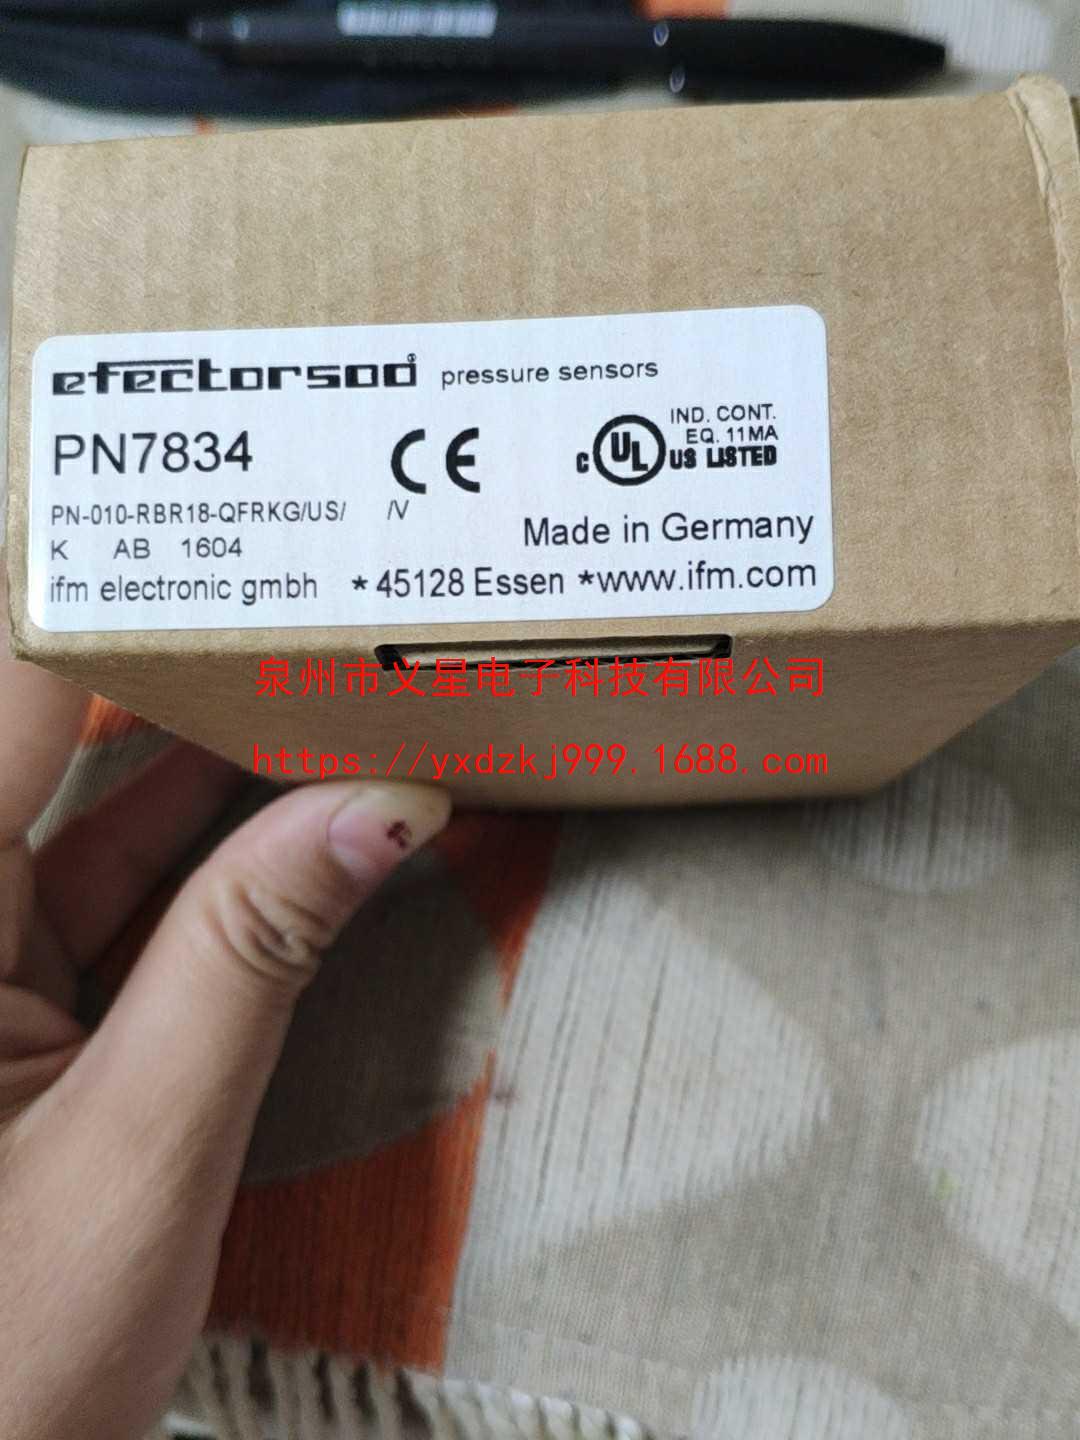 efector500® pressure sensors
PN7834
CE
C UL US LISTED
IND. CONT.
EQ. 11MA
PN-010-RBR18-QFRKG/US/ /V
K AB 1604
Made in Germany
ifm electronic gmbh * 45128 Essen *www.ifm.com
泉州市义星电子科技有限公司
https://yxdzkj999.1688.com